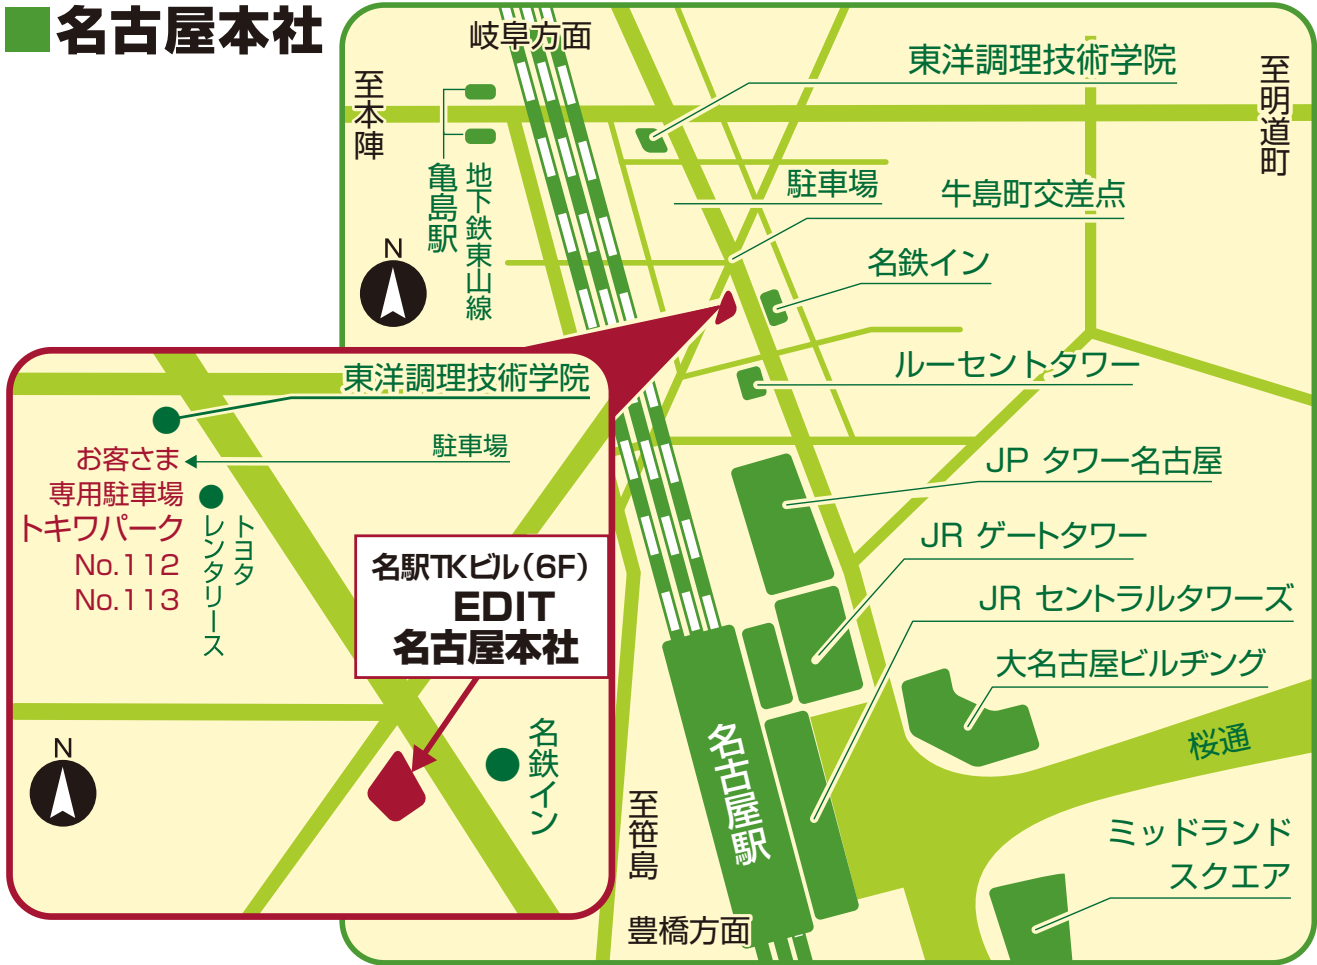 名古屋本社
岐阜方面
至本陣
東洋調理技術学院
至明道町
亀島駅
地下鉄東山線
駐車場
牛島町交差点
名鉄イン
N
ルーセントタワー
JP タワー名古屋
JR ゲートタワー
JR セントラルタワーズ
大名古屋ビルヂング
桜通
名古屋駅
ミッドランド
スクエア
至笹島
豊橋方面
東洋調理技術学院
駐車場
お客さま
専用駐車場
トキワパーク
No.112
No.113
トヨタ
レンタリース
名駅TKビル(6F)
EDIT
名古屋本社
名鉄イン
N